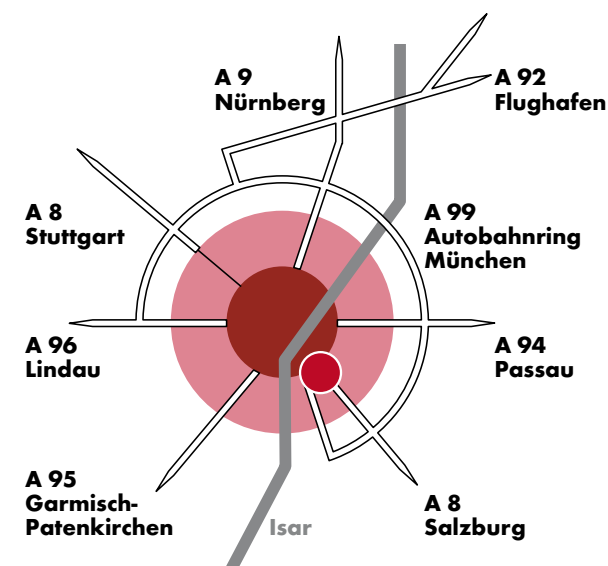 A 9
Nürnberg
A 92
Flughafen
A 8
Stuttgart
A 99
Autobahnring
München
A 96
Lindau
A 94
Passau
A 95
Garmisch-
Patenkirchen
Isar
A 8
Salzburg